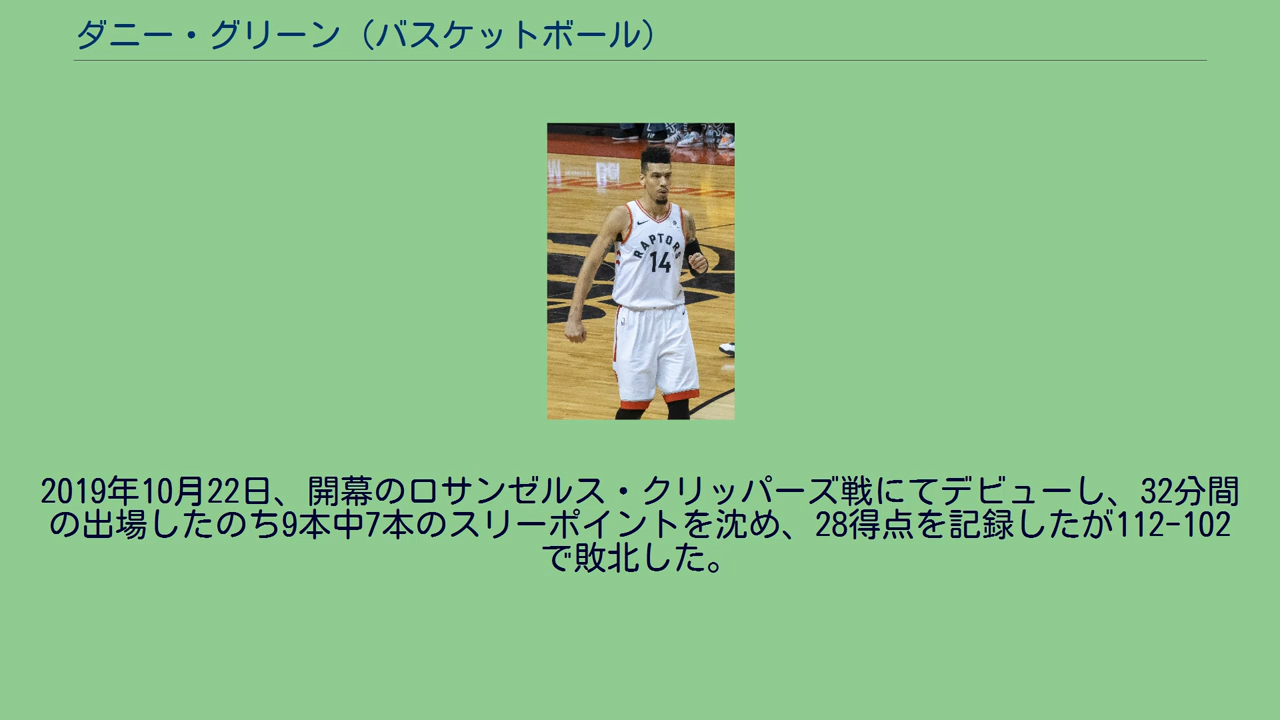 ダニー・グリーン（バスケットボール）
RAPTORS
14
2019年10月22日、開幕のロサンゼルス・クリッパーズ戦にてデビューし、32分間
の出場したのち9本中7本のスリーポイントを沈め、28得点を記録したが112-102
で敗北した。